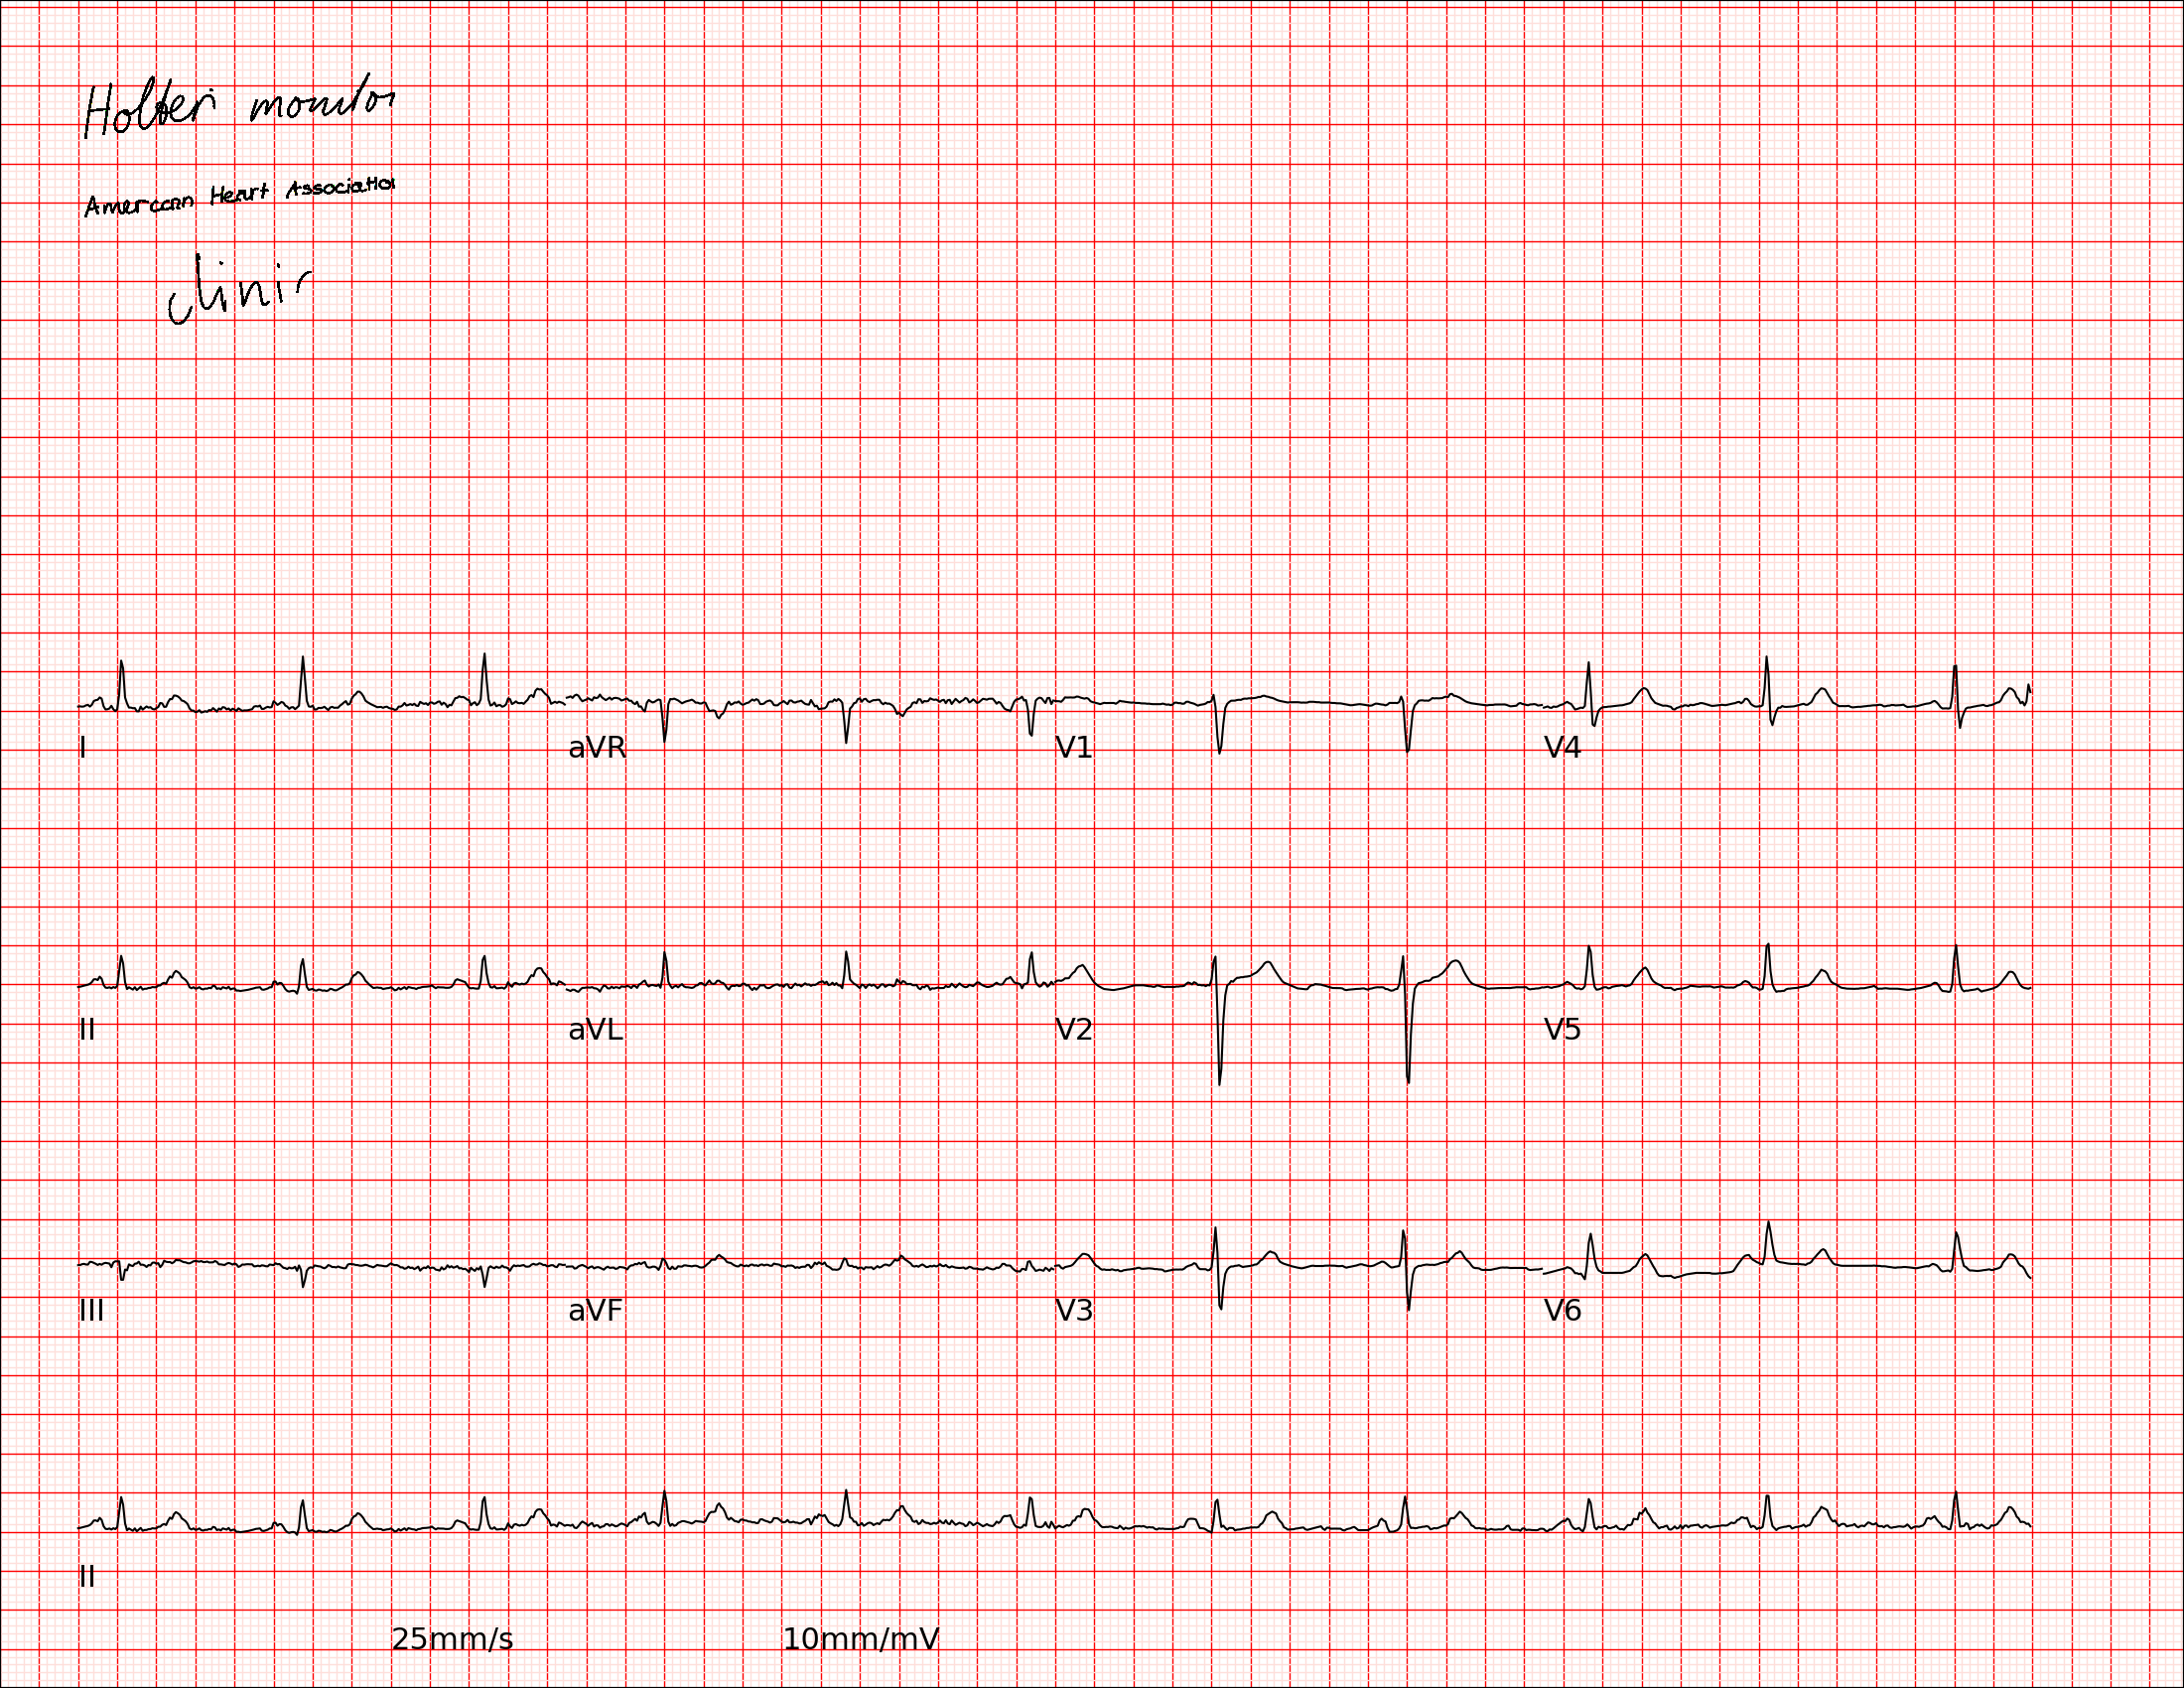 Holter monitor
American Heart Association
clinic
I aVR V1 V4
II aVL V2 V5
III aVF V3 V6
II
25mm/s 10mm/mV